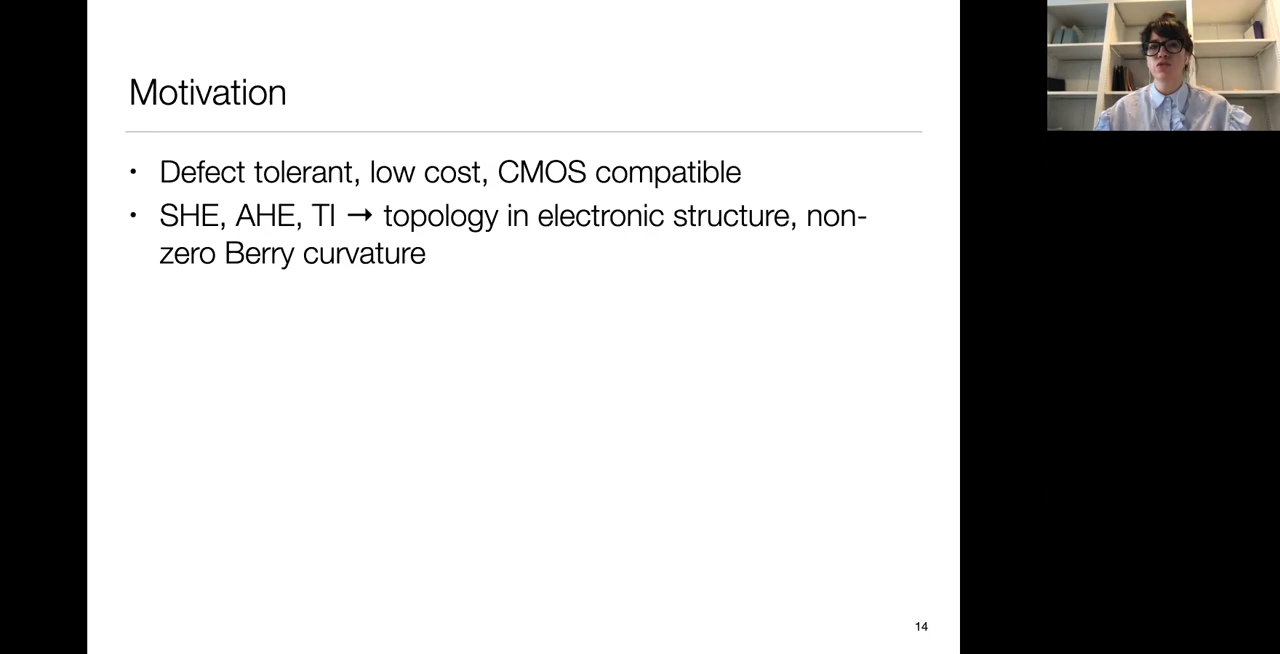 Motivation
• Defect tolerant, low cost, CMOS compatible
• SHE, AHE, TI → topology in electronic structure, non-
zero Berry curvature
14